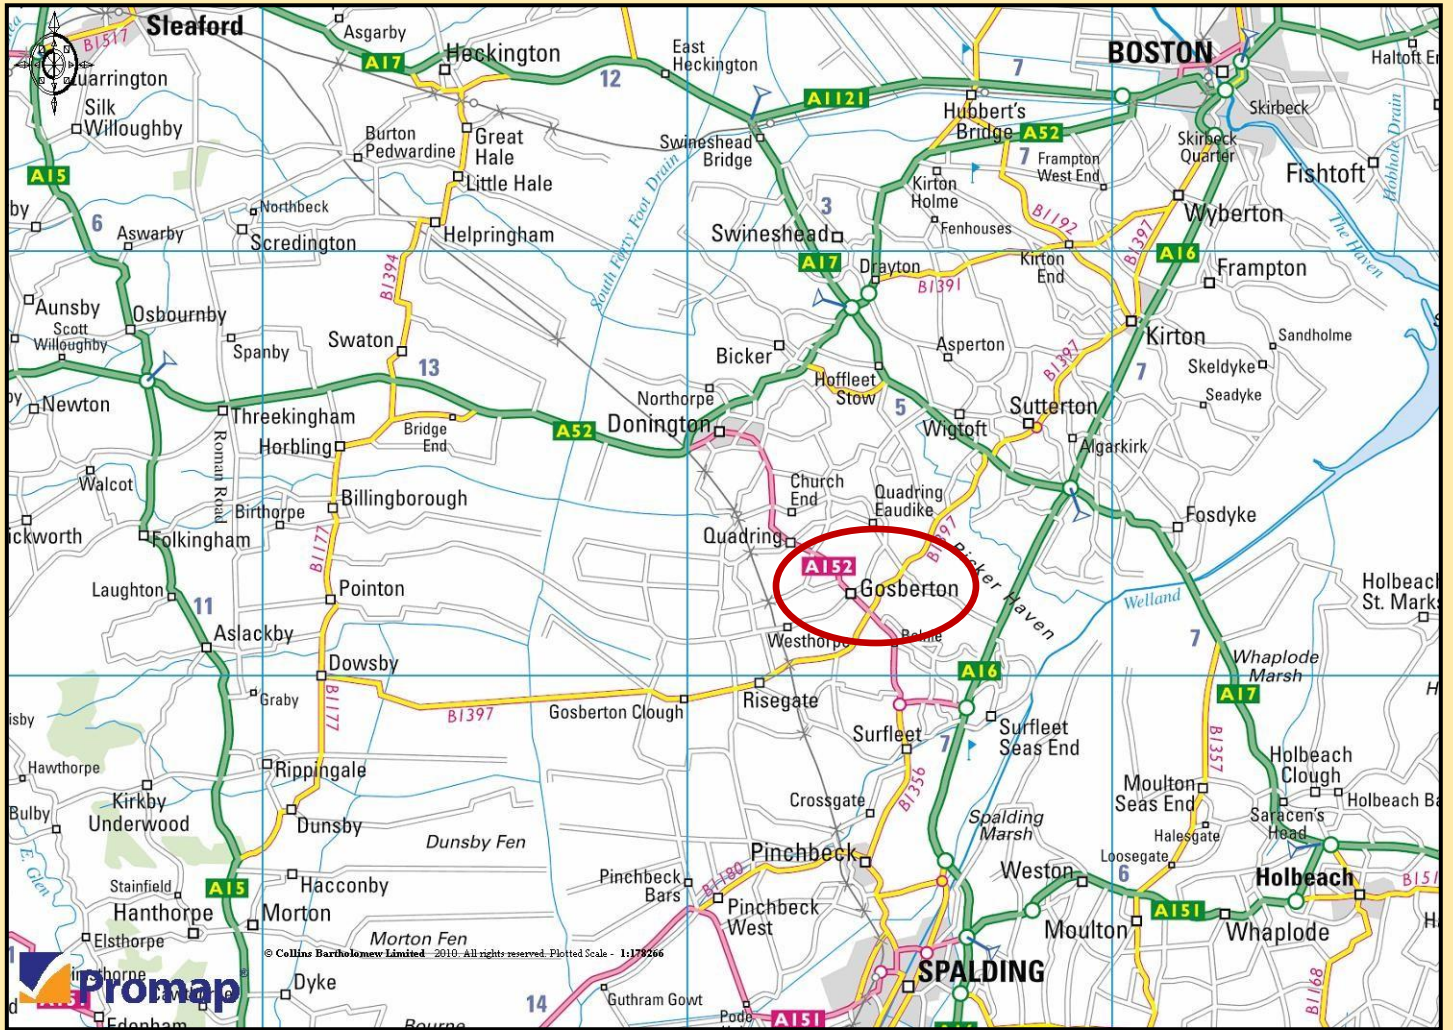 Sleaford
B1517
Quarrington
Silk
Willoughby
A15
6
Asgarby
A17
Heckington
12
East
Heckington
A1121
7
BOSTON
Haltoft
Skirbeck
Hubbert's
Bridge
A52
7
Skirbeck
Quarter
Fishtoft
Hobhole Drain
The Haven
Burton
Pedwardine
Great
Hale
Little Hale
Swineshead
Bridge
South Forty Foot Drain
Kirton
Holme
Frampton
West End
Wyberton
Northbeck
Scredington
Aswarby
Helpringham
3
Swineshead
A17
Fenhouses
B1192
Kirton
End
B1397
A16
Frampton
Drayton
B1391
B1394
Aunsby
Scott
Willoughby
Osbournby
Spanby
Swaton
13
Bicker
Asperton
Kirton
Sandholme
Skeldyke
Seadyke
B1397
7
Northorpe
Hoffleet
Stow
5
Newton
Threekingham
Bridge
End
A52
Donington
Sutterton
Wigtoft
Algarkirk
Horbling
Roman Road
Walcot
Billingborough
Birthorpe
Church
End
Quadring
Eaudike
ickworth
Folkingham
Quadring
B1397
Fosdyke
B1177
A152
Gosberton
Bicker Haven
Laughton
11
Pointon
Welland
Holbeach
St. Marks
Aslackby
Westhorpe
7
Dowsby
B1177
Whaplode
Marsh
A16
A17
Graby
B1397
Gosberton Clough
Risegate
isby
Surfleet
7
Surfleet
Seas End
B1357
Hawthorpe
Rippingale
Holbeach
Clough
Kirkby
Underwood
Bulby
Dunsby
B1356
Crossgate
Moulton
Seas End
Holbeach Ba
Saracen's
Head
Dunsby Fen
Spalding
Marsh
Halesgate
Loosegate
E. Glen
Pinchbeck
Weston
6
Stainfield
A15
Hacconby
Pinchbeck
Bars
B1180
Holbeach
B151
Hanthorpe
Morton
Pinchbeck
West
A151
Moulton
Whaplode
Elsthorpe
Morton Fen
© Collins Bartholomew Limited 2010. All rights reserved. Plotted Scale - 1:178266
SPALDING
Promap
Dyke
14
Guthram Gowt
B1168
Edenham
Bourne
Pode
A151